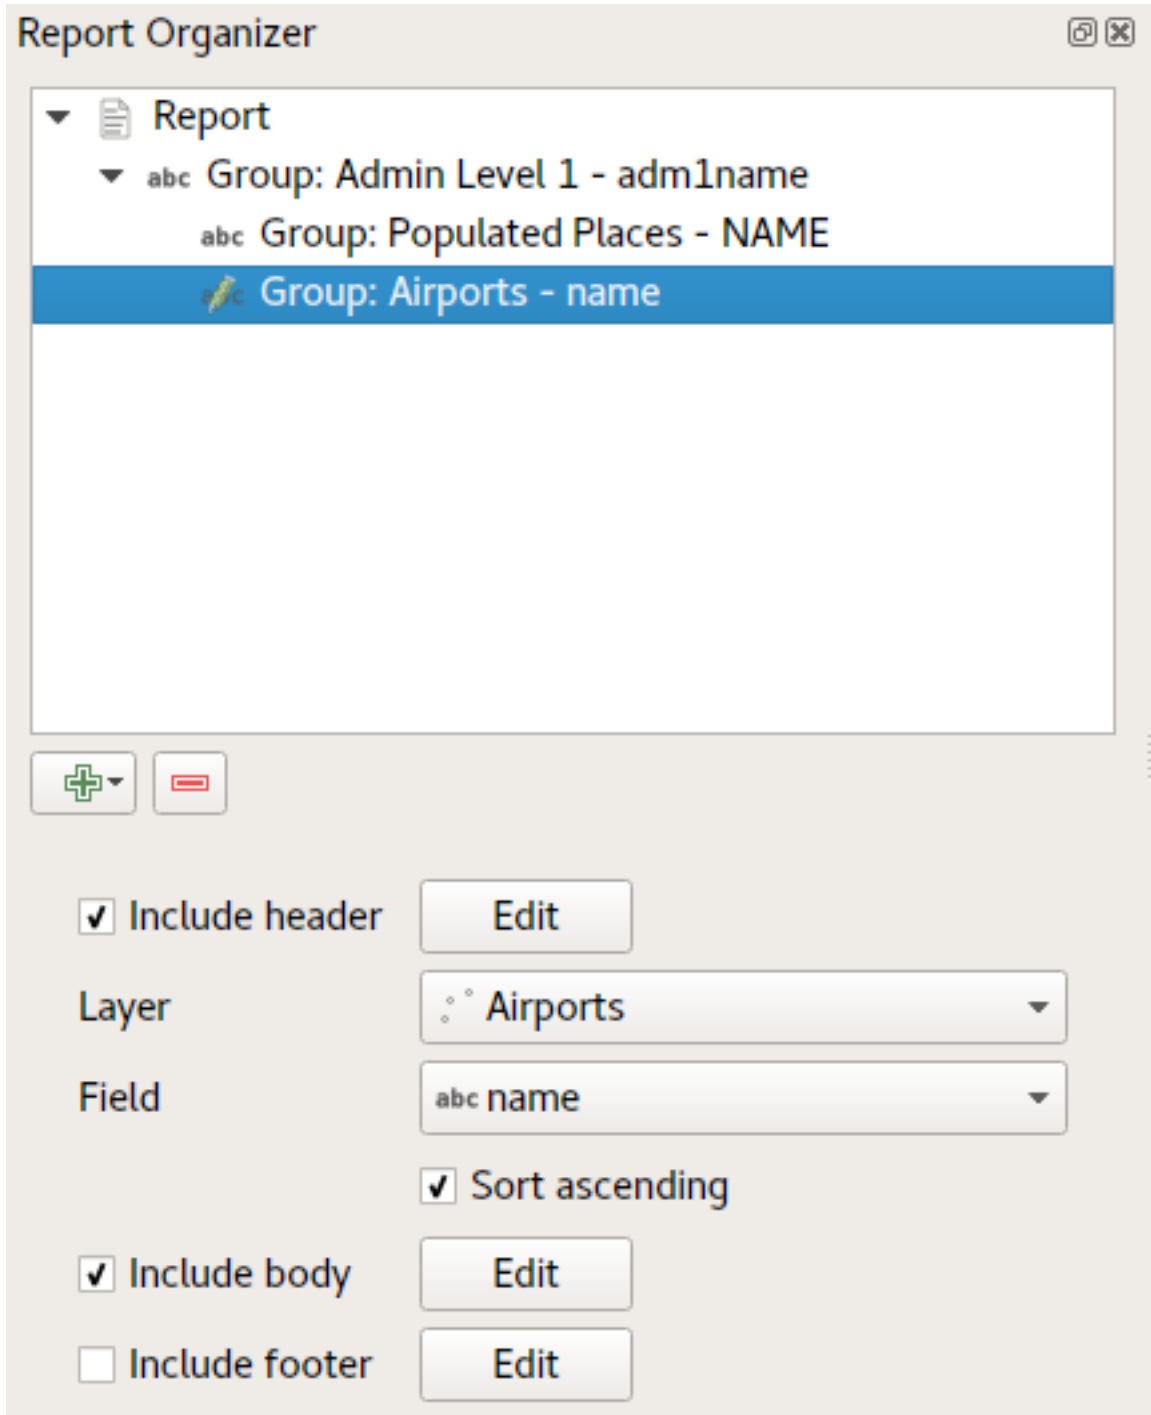 Report Organizer
Report
abc Group: Admin Level 1 - adm1name
abc Group: Populated Places - NAME
Group: Airports - name
Include header Edit
Layer Airports
Field abc name
Sort ascending
Include body Edit
Include footer Edit